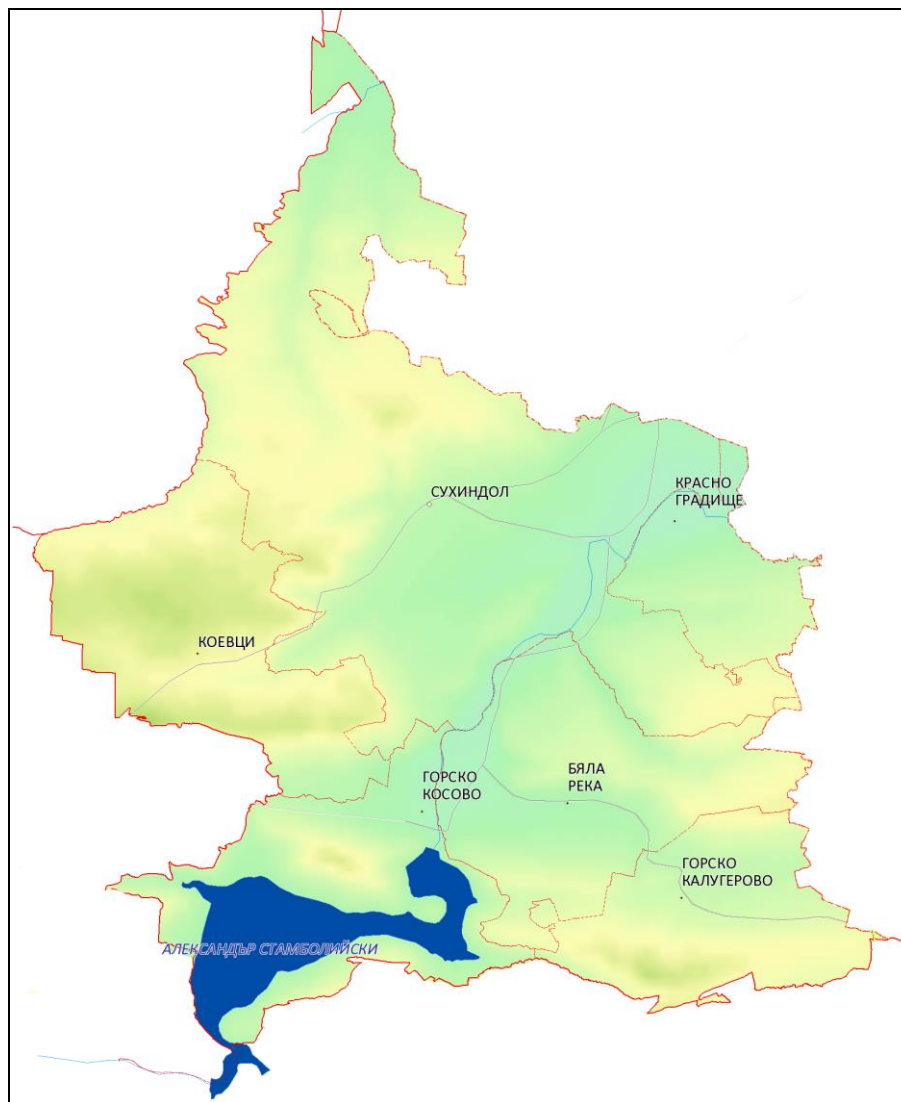 КРАСНО
ГРАДИЩЕ
СУХИНДОЛ
КОЕВЦИ
ГОРСКО
КОСОВО
БЯЛА
РЕКА
ГОРСКО
КАЛУГЕРОВО
АЛЕКСАНДЪР СТАМБОЛИЙСКИ